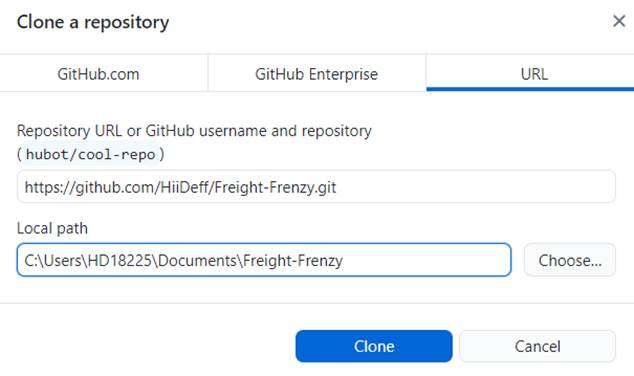 Clone a repository
GitHub.com
GitHub Enterprise
URL
Repository URL or GitHub username and repository
(hubot/cool-repo)
https://github.com/HiiDeff/Freight-Frenzy.git
Local path
C:\Users\HD18225\Documents\Freight-Frenzy
Choose...
Clone
Cancel